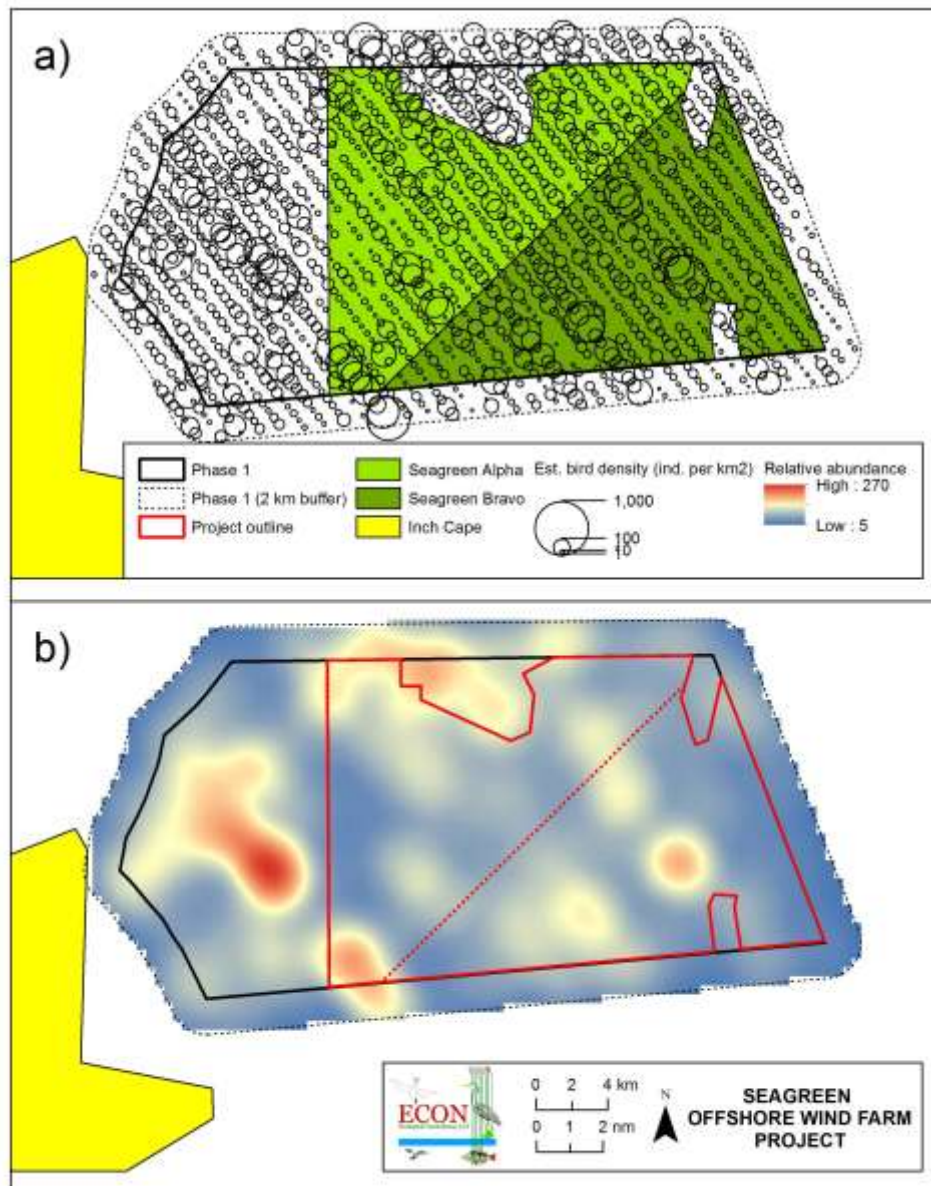 a)
Phase 1
Phase 1 (2 km buffer)
Project outline
Seagreen Alpha
Seagreen Bravo
Inch Cape
Est. bird density (ind. per km2)
1,000
100
10
Relative abundance
High : 270
Low : 5
b)
ECON
0 2 4 km
0 1 2 nm
N
SEAGREEN
OFFSHORE WIND FARM
PROJECT